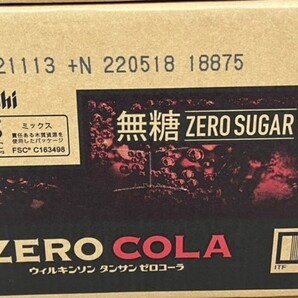 21113 +N 220518 18875
ミックス
責任ある木質資源を
使用したパッケージ
FSC® C163498
無糖 ZERO SUGAR
ZERO COLA
ウィルキンソン タンサン ゼロコーラ
ITF